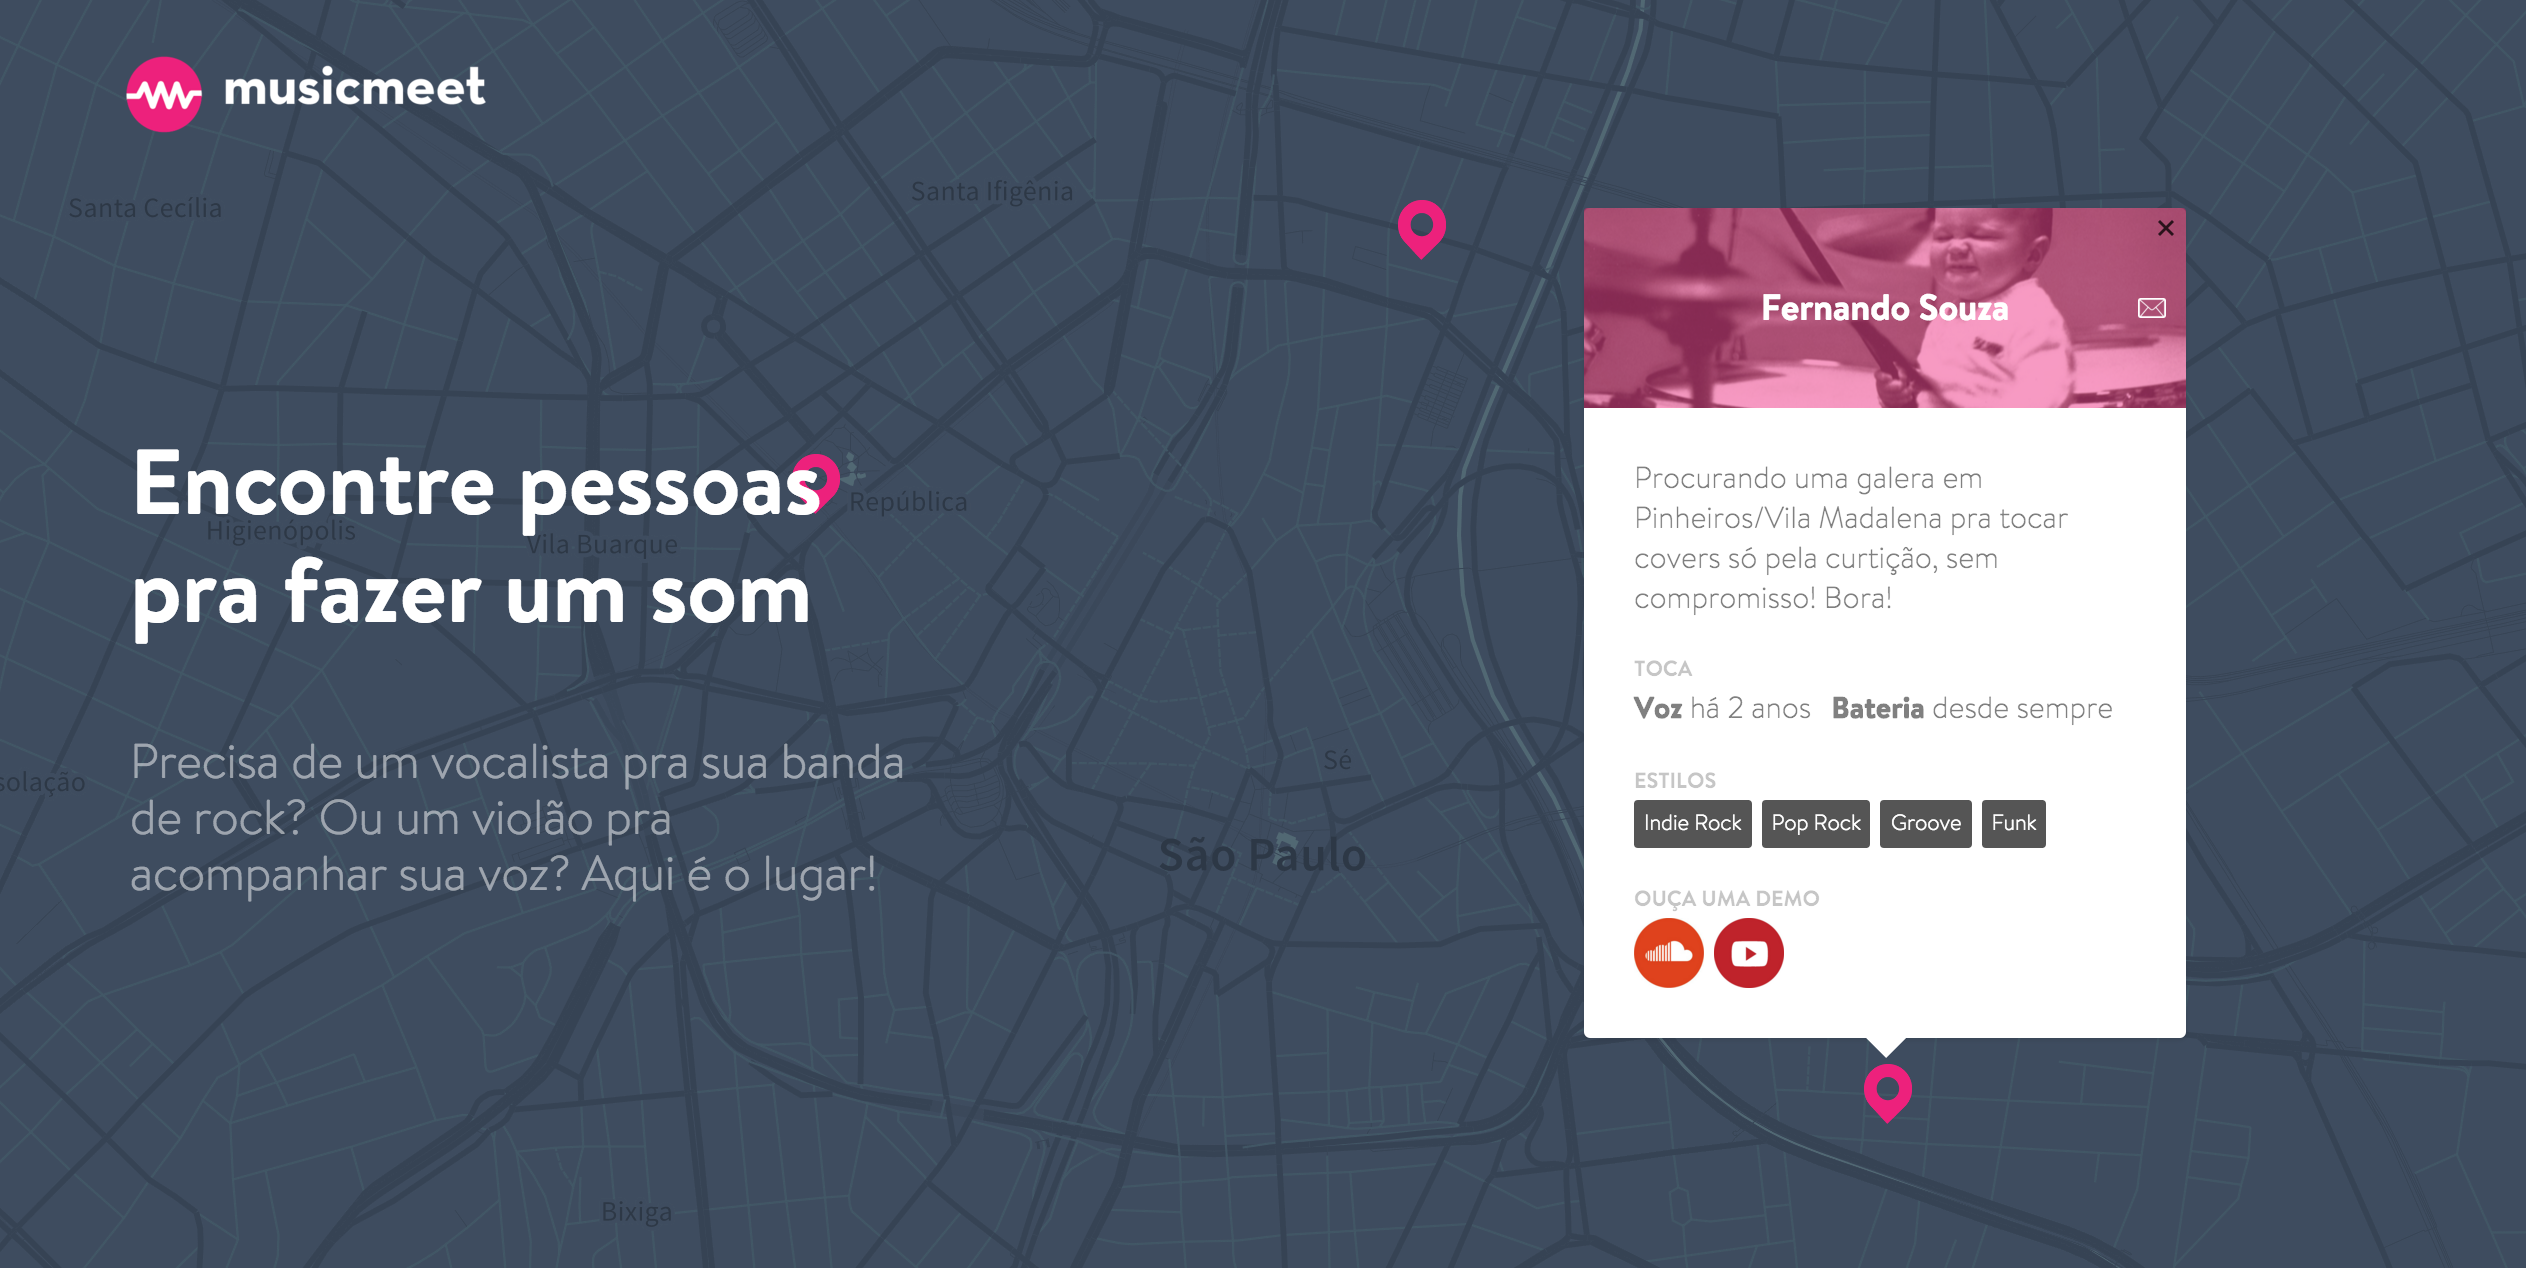 musicmeet
Santa Cecília
Santa Ifigênia
Encontre pessoas
pra fazer um som
República
Higienópolis
Vila Buarque
Precisa de um vocalista pra sua banda
de rock? Ou um violão pra
acompanhar sua voz? Aqui é o lugar!
solação
Sé
São Paulo
Bixiga
Fernando Souza
Procurando uma galera em
Pinheiros/Vila Madalena pra tocar
covers só pela curtição, sem
compromisso! Bora!
TOCA
Voz há 2 anos Bateria desde sempre
ESTILOS
Indie Rock Pop Rock Groove Funk
OUÇA UMA DEMO